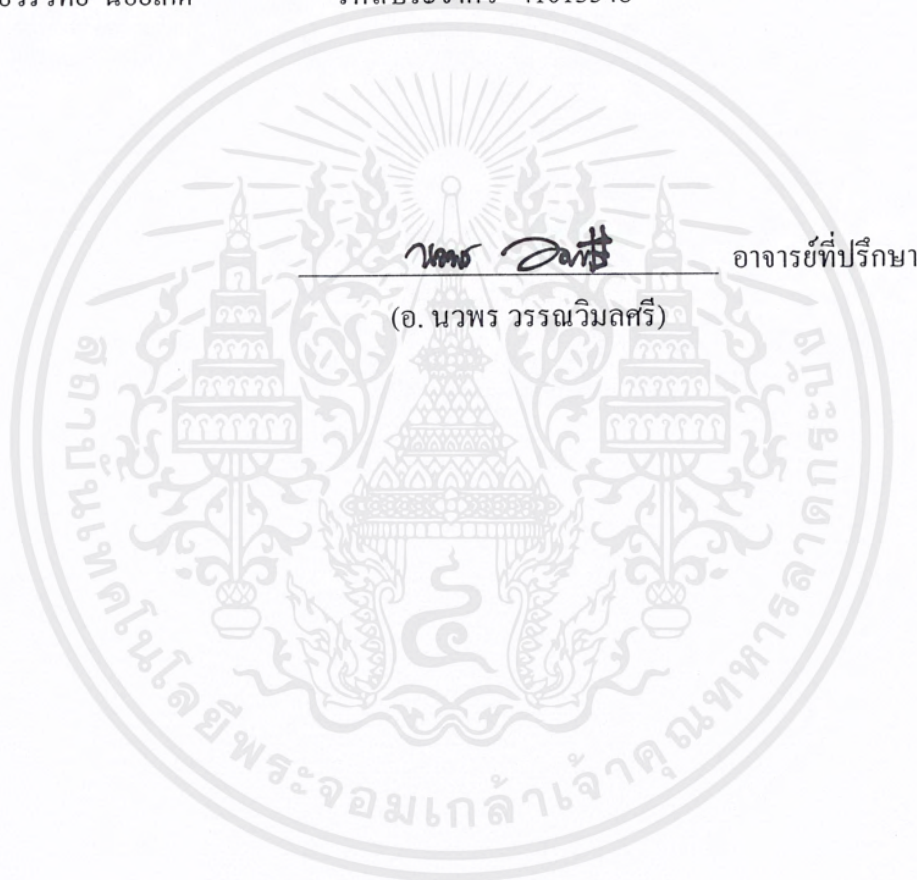 อาจารย์ที่ปรึกษา
(อ. นวพร วรรณวิมลศรี)
สถาบันเทคโนโลยีพระจอมเกล้าเจ้าคุณทหารลาดกระบัง